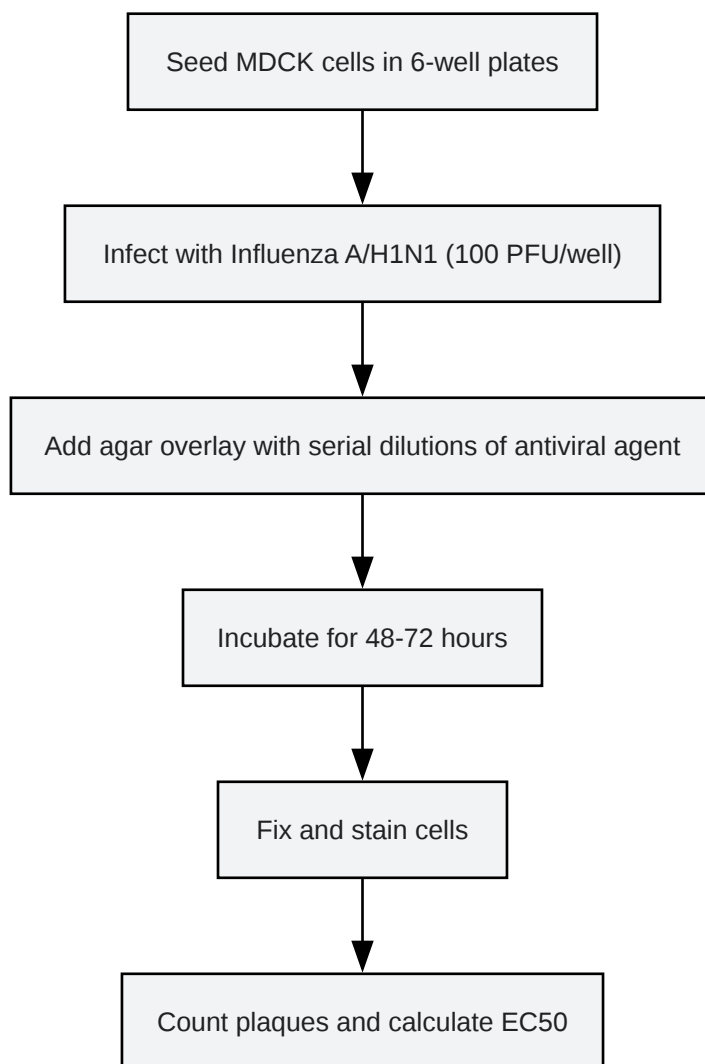 Seed MDCK cells in 6-well plates
Infect with Influenza A/H1N1 (100 PFU/well)
Add agar overlay with serial dilutions of antiviral agent
Incubate for 48-72 hours
Fix and stain cells
Count plaques and calculate EC50